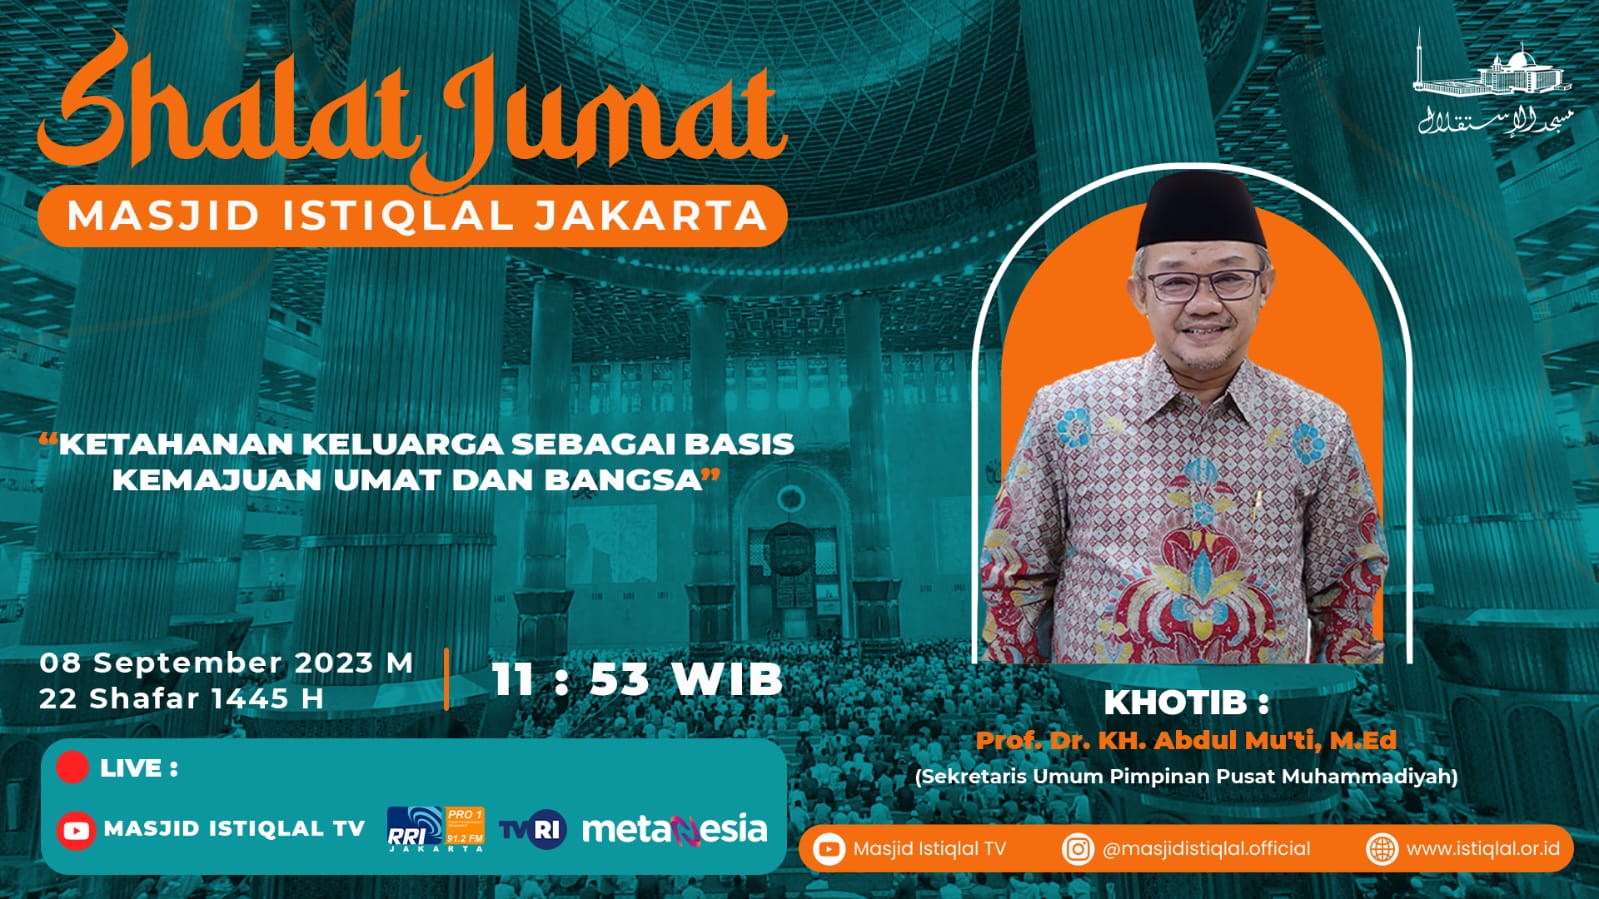 Shalat Jumat
MASJID ISTIQLAL JAKARTA
مسجد الإستقلال
“KETAHANAN KELUARGA SEBAGAI BASIS
KEMAJUAN UMAT DAN BANGSA”
08 September 2023 M
22 Shafar 1445 H
11 : 53 WIB
LIVE :
MASJID ISTIQLAL TV
RRI
PRO 1
91.2 FM
JAKARTA
TVRI
metaNesia
KHOTIB :
Prof. Dr. KH. Abdul Mu'ti, M.Ed
(Sekretaris Umum Pimpinan Pusat Muhammadiyah)
Masjid Istiqlal TV
@masjidistiqlal.official
www.istiqlal.or.id